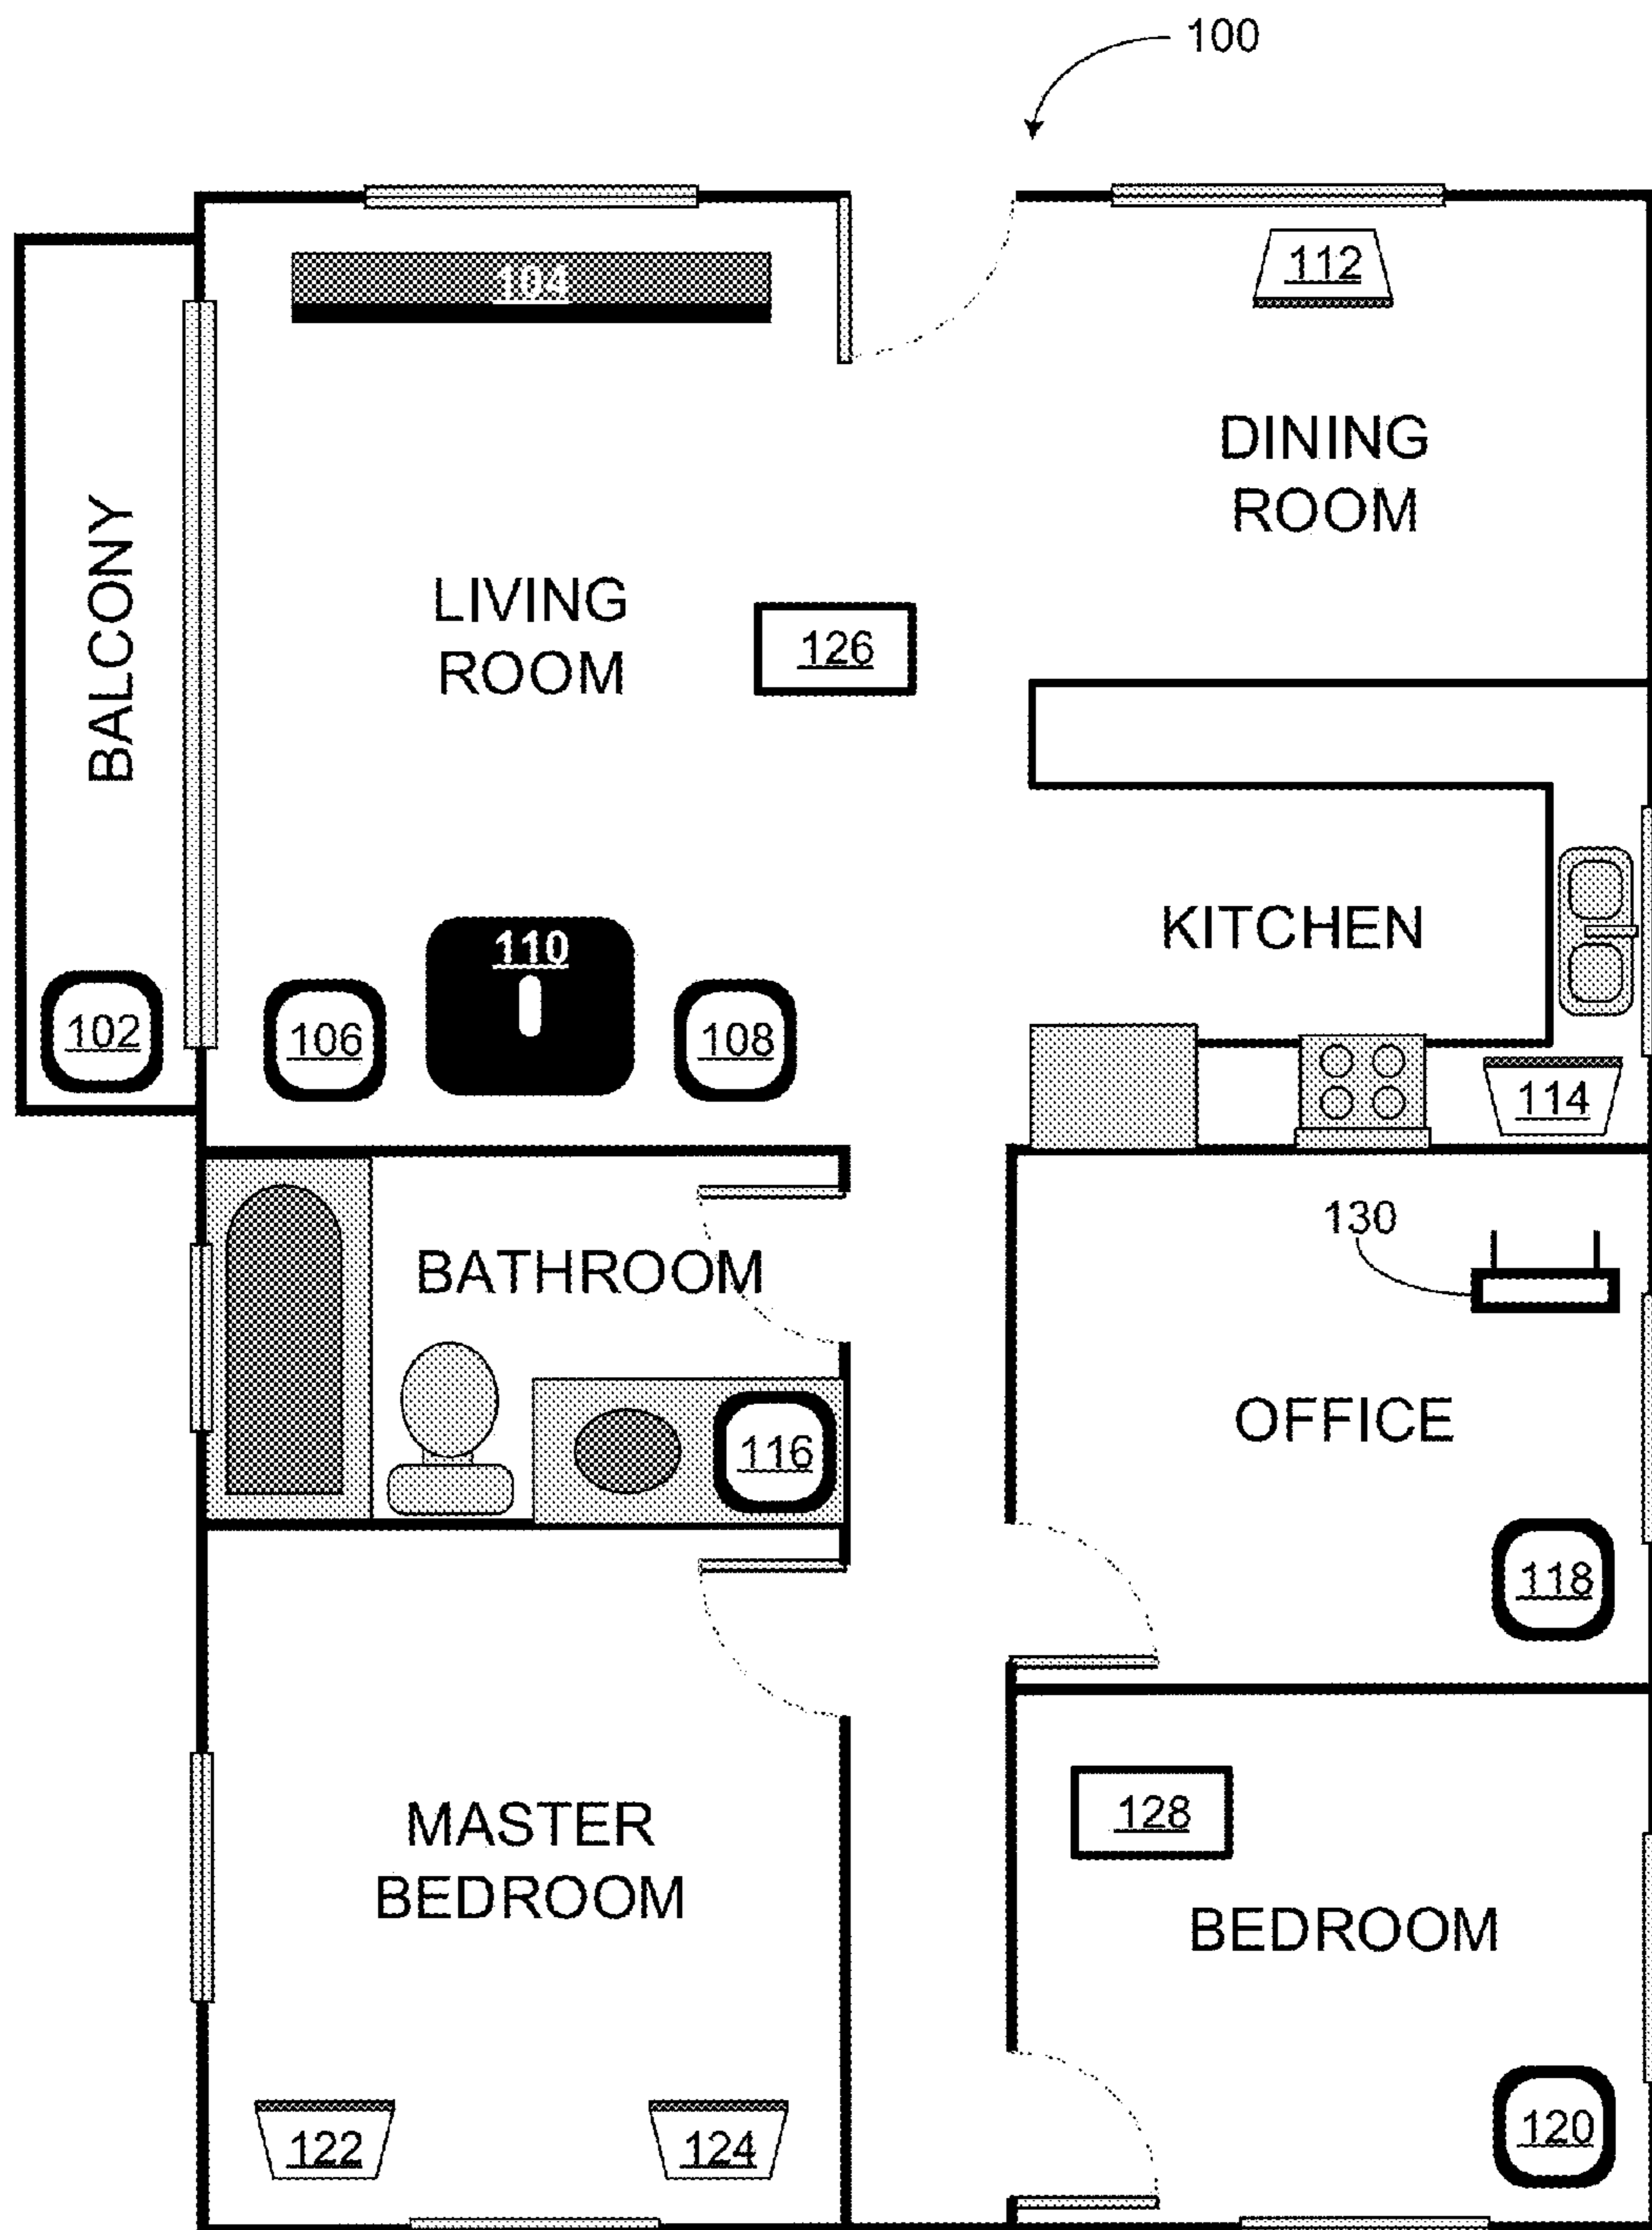 100
104
112
DINING
ROOM
BALCONY
LIVING
ROOM
126
KITCHEN
110
102
106
108
114
130
BATHROOM
OFFICE
116
118
MASTER
BEDROOM
128
BEDROOM
122
124
120